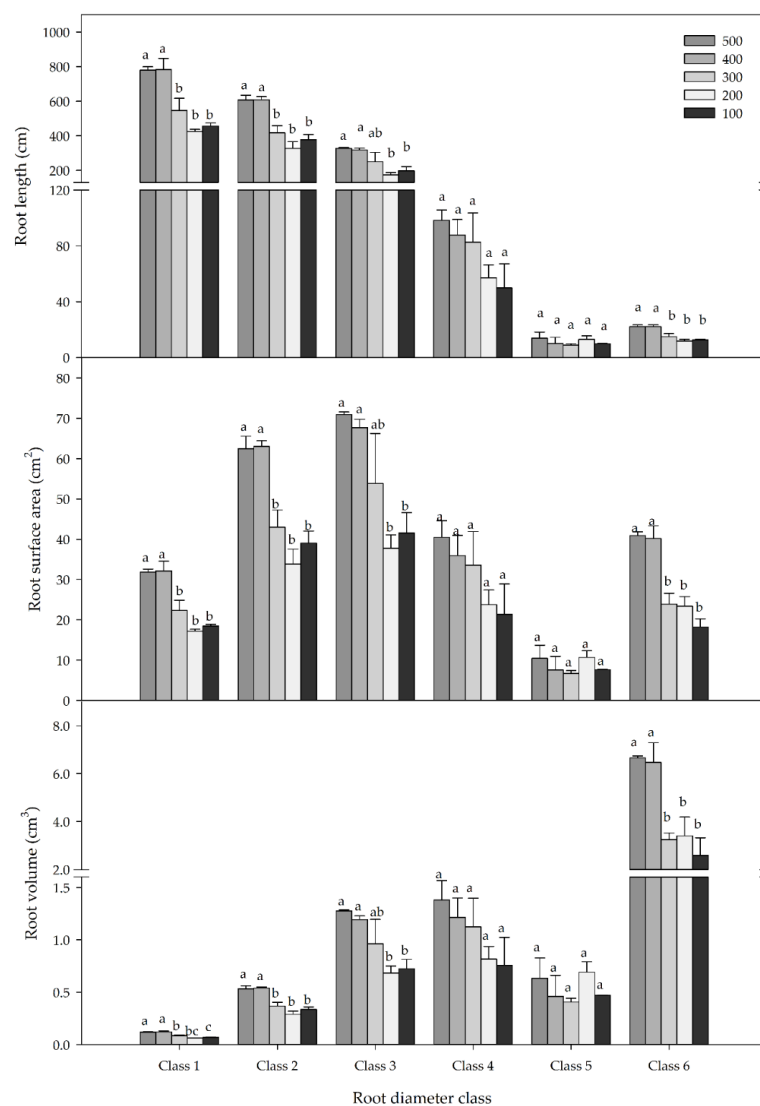 Root length (cm)
1000
800
600
400
200
120
80
40
0
500
400
300
200
100
a a b b b
a a b b b
a a ab b b
a a a a a
a a a a a
a a b b b
Root surface area (cm²)
80
70
60
50
40
30
20
10
0
a a b b b
a a b b b
a a ab b b
a a a a a
a a a a a
a a b b b
Root volume (cm³)
8.0
6.0
4.0
2.0
1.5
1.0
0.5
0.0
a a b bc c
a a b b b
a a ab b b
a a a a a
a a a a a
a a b b b
Class 1 Class 2 Class 3 Class 4 Class 5 Class 6
Root diameter class